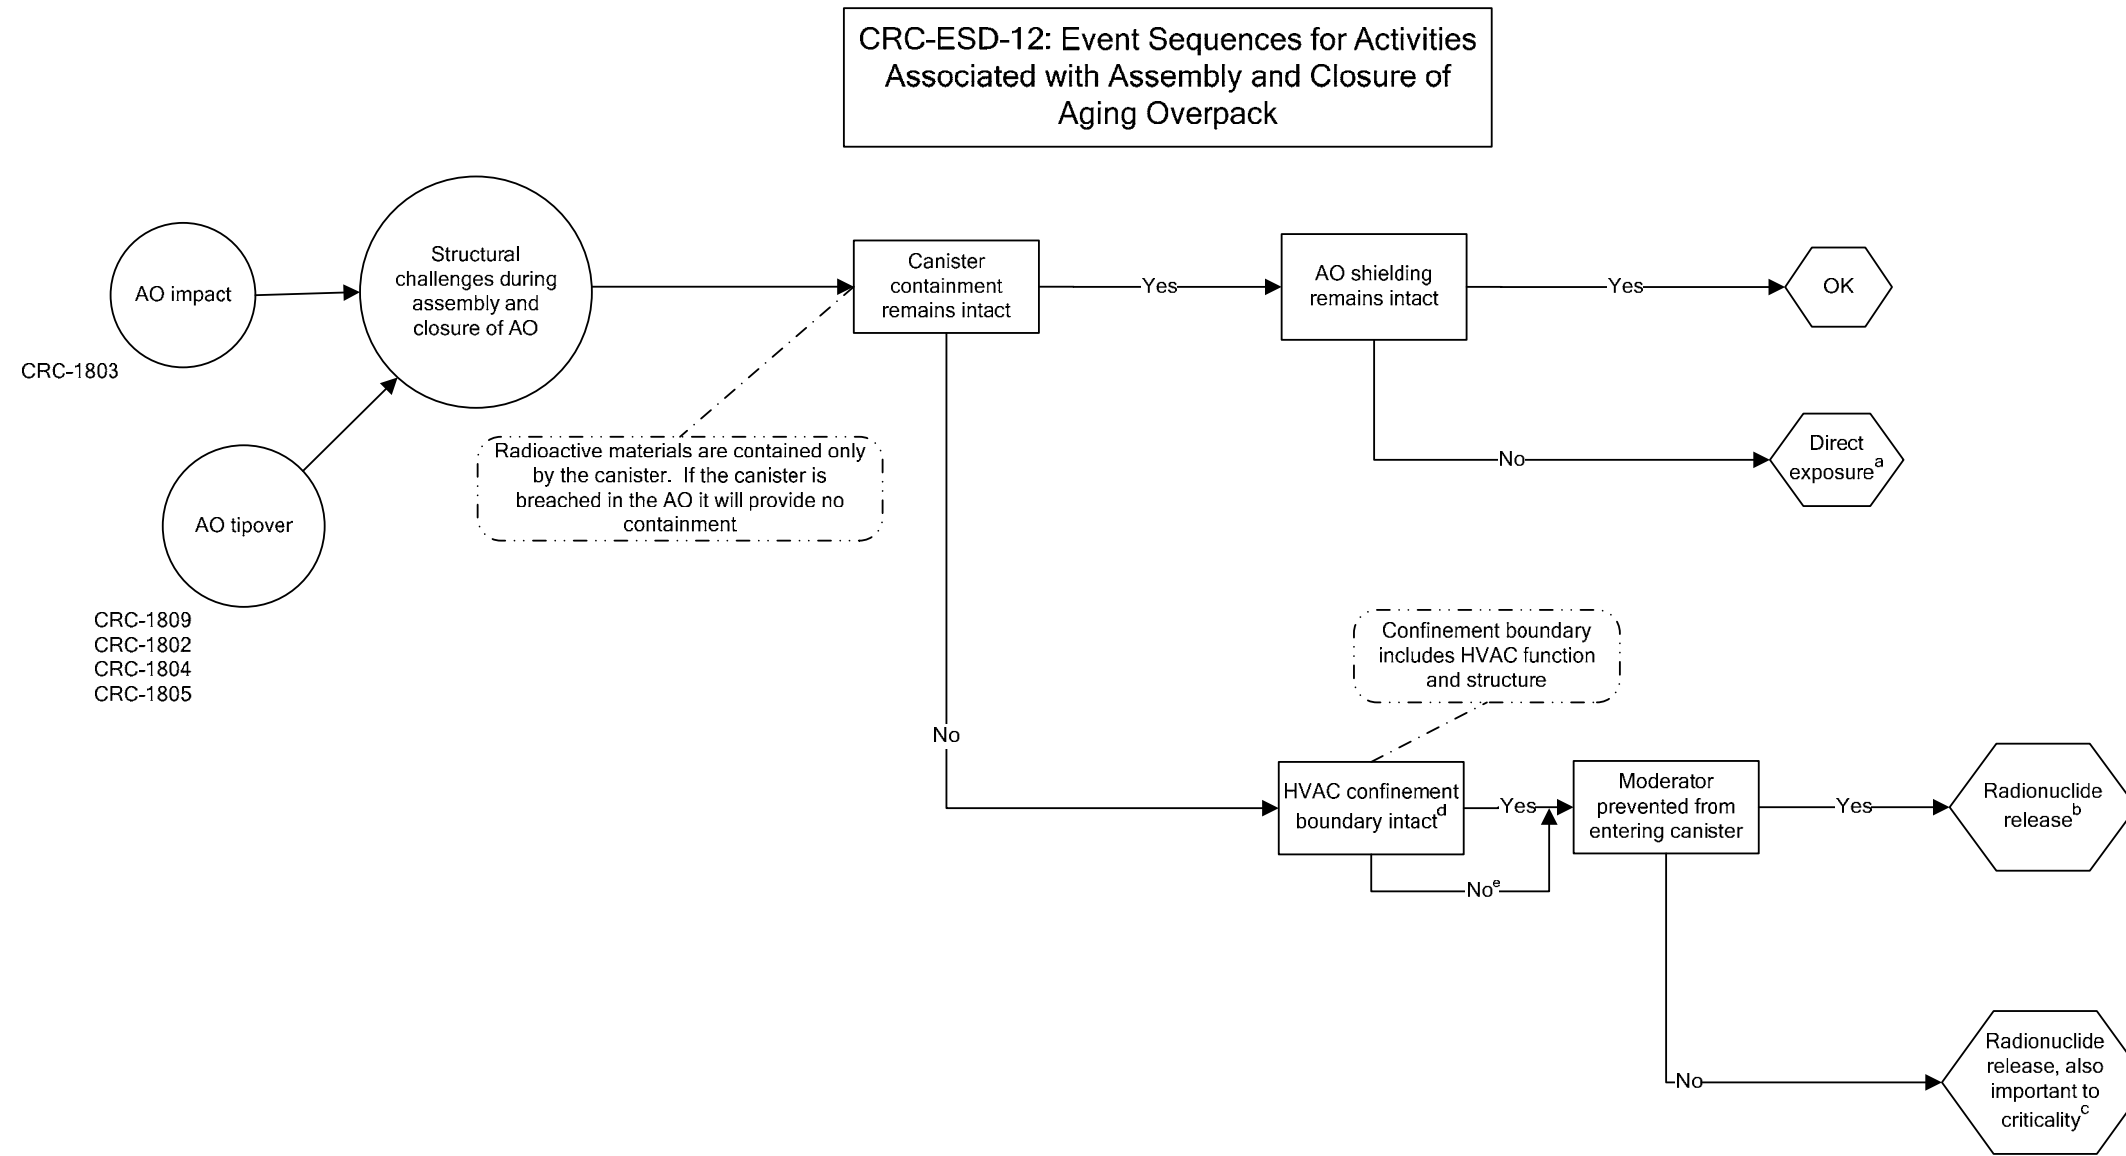 CRC-ESD-12: Event Sequences for Activities
Associated with Assembly and Closure of
Aging Overpack
AO impact
CRC-1803
Structural
challenges during
assembly and
closure of AO
Canister
containment
remains intact
Yes
AO shielding
remains intact
Yes
OK
No
Direct
exposureᵃ
Radioactive materials are contained only
by the canister.  If the canister is
breached in the AO it will provide no
containment
AO tipover
CRC-1809
CRC-1802
CRC-1804
CRC-1805
No
Confinement boundary
includes HVAC function
and structure
HVAC confinement
boundary intactᵈ
Yes
Noᵉ
Moderator
prevented from
entering canister
Yes
Radionuclide
releaseᵇ
No
Radionuclide
release, also
important to
criticalityᶜ